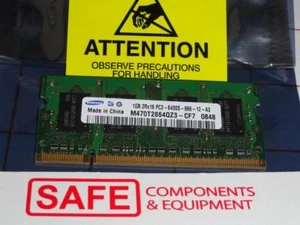 ATTENTION
OBSERVE PRECAUTIONS
FOR HANDLING
SAMSUNG
Made in China
1GB 2Rx16 PC2-6400S-666-12-A3
M470T2864QZ3-CF7 0848
SAFE COMPONENTS
& EQUIPMENT